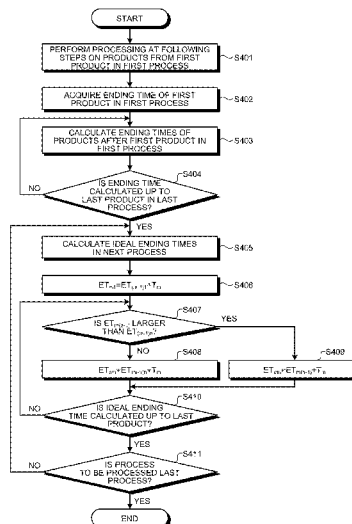 START
PERFORM PROCESSING AT FOLLOWING
STEPS ON PRODUCTS FROM FIRST
PRODUCT IN FIRST PROCESS
S401
ACQUIRE ENDING TIME OF FIRST
PRODUCT IN FIRST PROCESS
S402
CALCULATE ENDING TIMES OF
PRODUCTS AFTER FIRST PRODUCT IN
FIRST PROCESS
S403
S404
IS ENDING TIME
CALCULATED UP TO
LAST PRODUCT IN LAST
PROCESS?
NO
YES
CALCULATE IDEAL ENDING TIMES
IN NEXT PROCESS
S405
S406
S407
LARGER
THAN
YES
NO
S408
S409
S410
IS IDEAL ENDING
TIME CALCULATED UP TO LAST
PRODUCT?
NO
YES
S411
IS PROCESS
TO BE PROCESSED LAST
PROCESS?
NO
YES
END